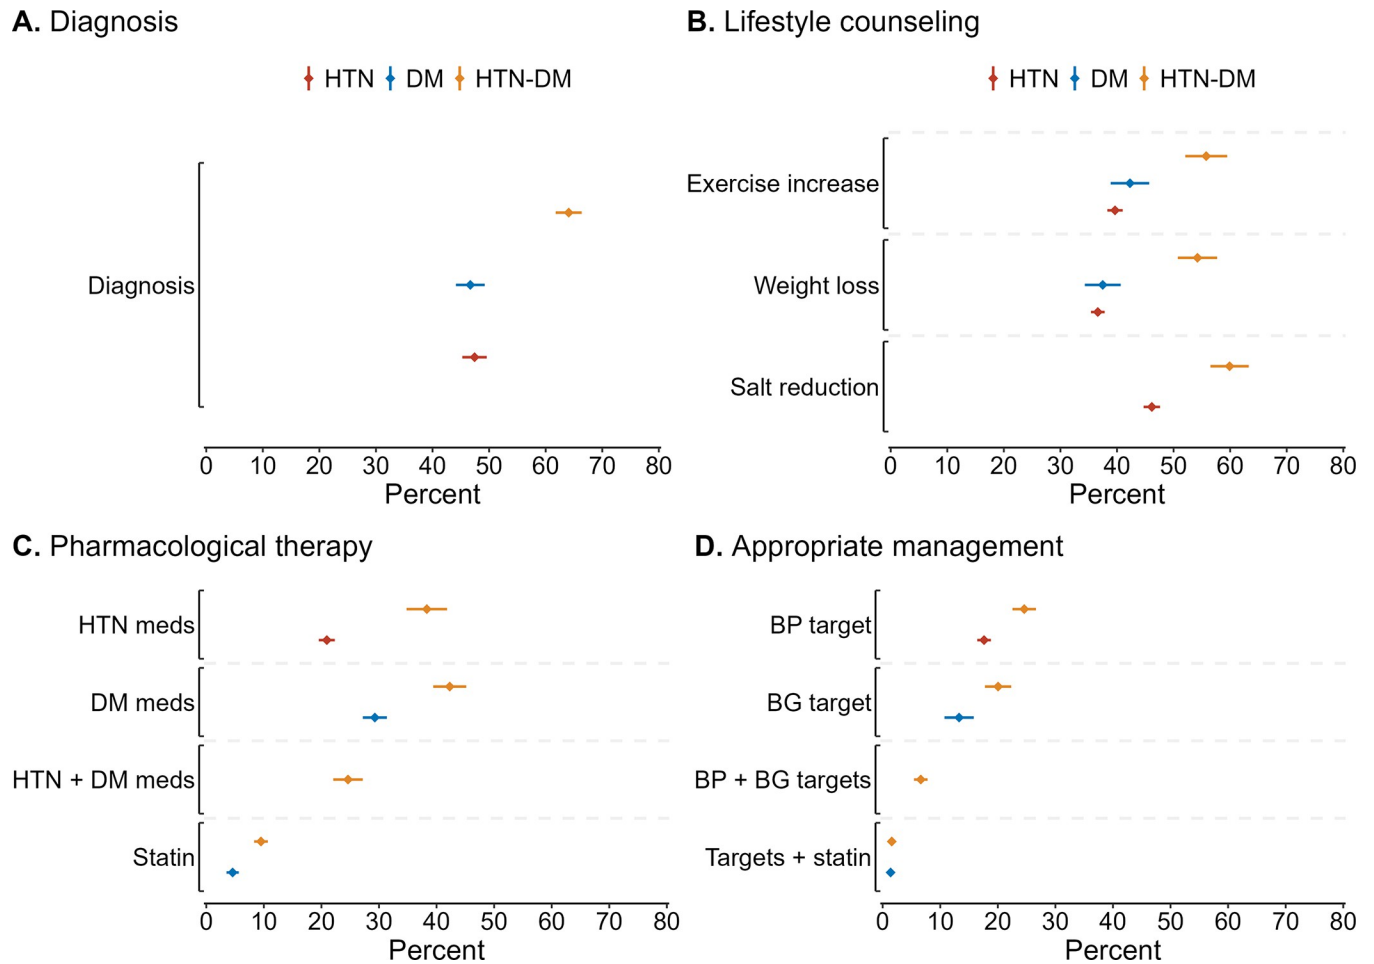 A. Diagnosis
HTN DM HTN-DM
Diagnosis
0 10 20 30 40 50 60 70 80
Percent
B. Lifestyle counseling
HTN DM HTN-DM
Exercise increase
Weight loss
Salt reduction
0 10 20 30 40 50 60 70 80
Percent
C. Pharmacological therapy
HTN meds
DM meds
HTN + DM meds
Statin
0 10 20 30 40 50 60 70 80
Percent
D. Appropriate management
BP target
BG target
BP + BG targets
Targets + statin
0 10 20 30 40 50 60 70 80
Percent